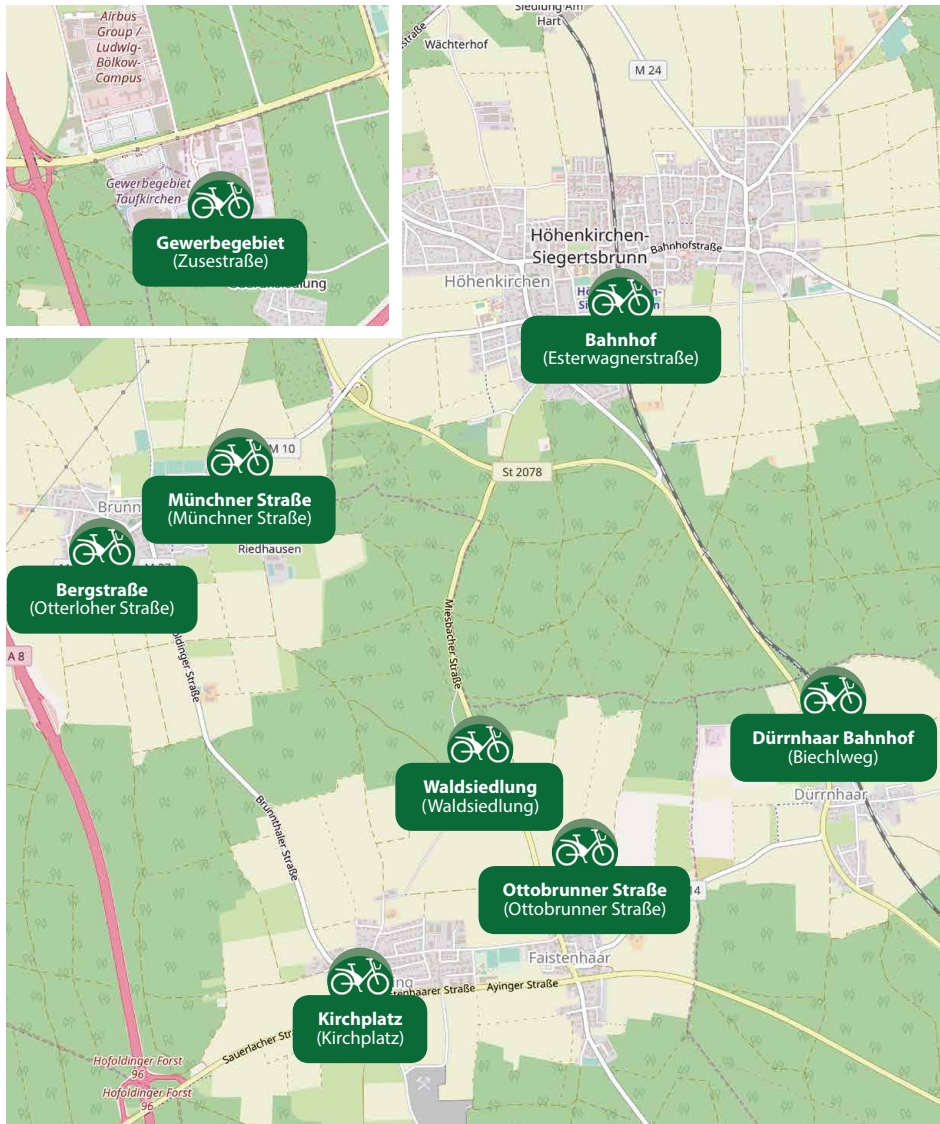 Airbus
Group /
Ludwig-
Bölkow-
Campus
Gewerbegebiet
Taufkirchen
Gewerbegebiet
(Zusestraße)
Siedlung Am
Hart
Wächterhof
M 24
Höhenkirchen-
Siegertsbrunn
Bahnhofstraße
Höhenkirchen
Bahnhof
(Esterwagnerstraße)
M 10
St 2078
Münchner Straße
(Münchner Straße)
Riedhausen
Bergstraße
(Otterloher Straße)
A 8
Miesbacher Straße
Dürrnhaar Bahnhof
(Biechlweg)
Dürrnhaar
Waldsiedlung
(Waldsiedlung)
Brunnthaler Straße
Ottobrunner Straße
(Ottobrunner Straße)
14
Faistenhaar
Ayinger Straße
Kirchplatz
(Kirchplatz)
Hofoldinger Forst
96
Hofoldinger Forst
96